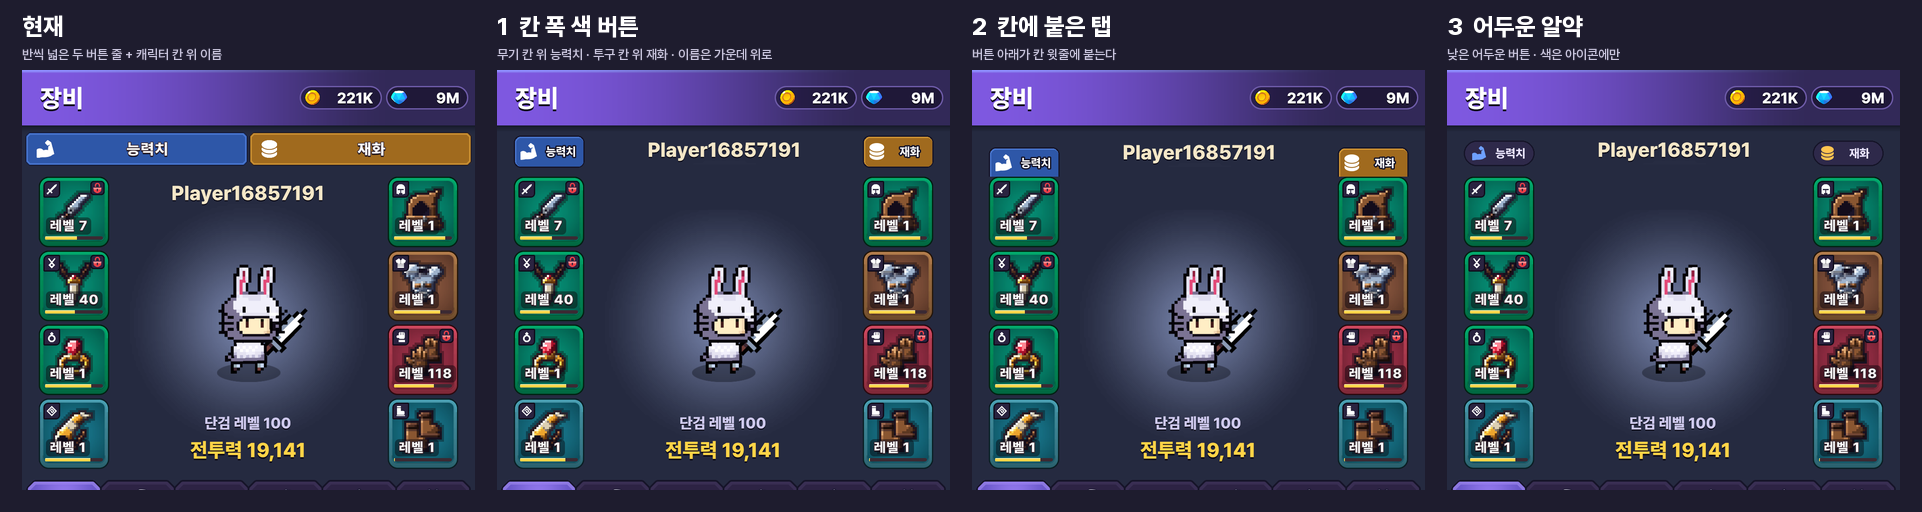 현재
반씩 넓은 두 버튼 줄 + 캐릭터 칸 위 이름
장비
221K
9M
능력치
재화
Player16857191
레벨 7
레벨 1
레벨 40
레벨 1
레벨 1
레벨 118
레벨 1
레벨 1
단검 레벨 100
전투력 19,141
1 칸 폭 색 버튼
무기 칸 위 능력치 · 투구 칸 위 재화 · 이름은 가운데 위로
장비
221K
9M
능력치
Player16857191
재화
레벨 7
레벨 1
레벨 40
레벨 1
레벨 1
레벨 118
레벨 1
레벨 1
단검 레벨 100
전투력 19,141
2 칸에 붙은 탭
버튼 아래가 칸 윗줄에 붙는다
장비
221K
9M
능력치
Player16857191
재화
레벨 7
레벨 1
레벨 40
레벨 1
레벨 1
레벨 118
레벨 1
레벨 1
단검 레벨 100
전투력 19,141
3 어두운 알약
낮은 어두운 버튼 · 색은 아이콘에만
장비
221K
9M
능력치
Player16857191
재화
레벨 7
레벨 1
레벨 40
레벨 1
레벨 1
레벨 118
레벨 1
레벨 1
단검 레벨 100
전투력 19,141